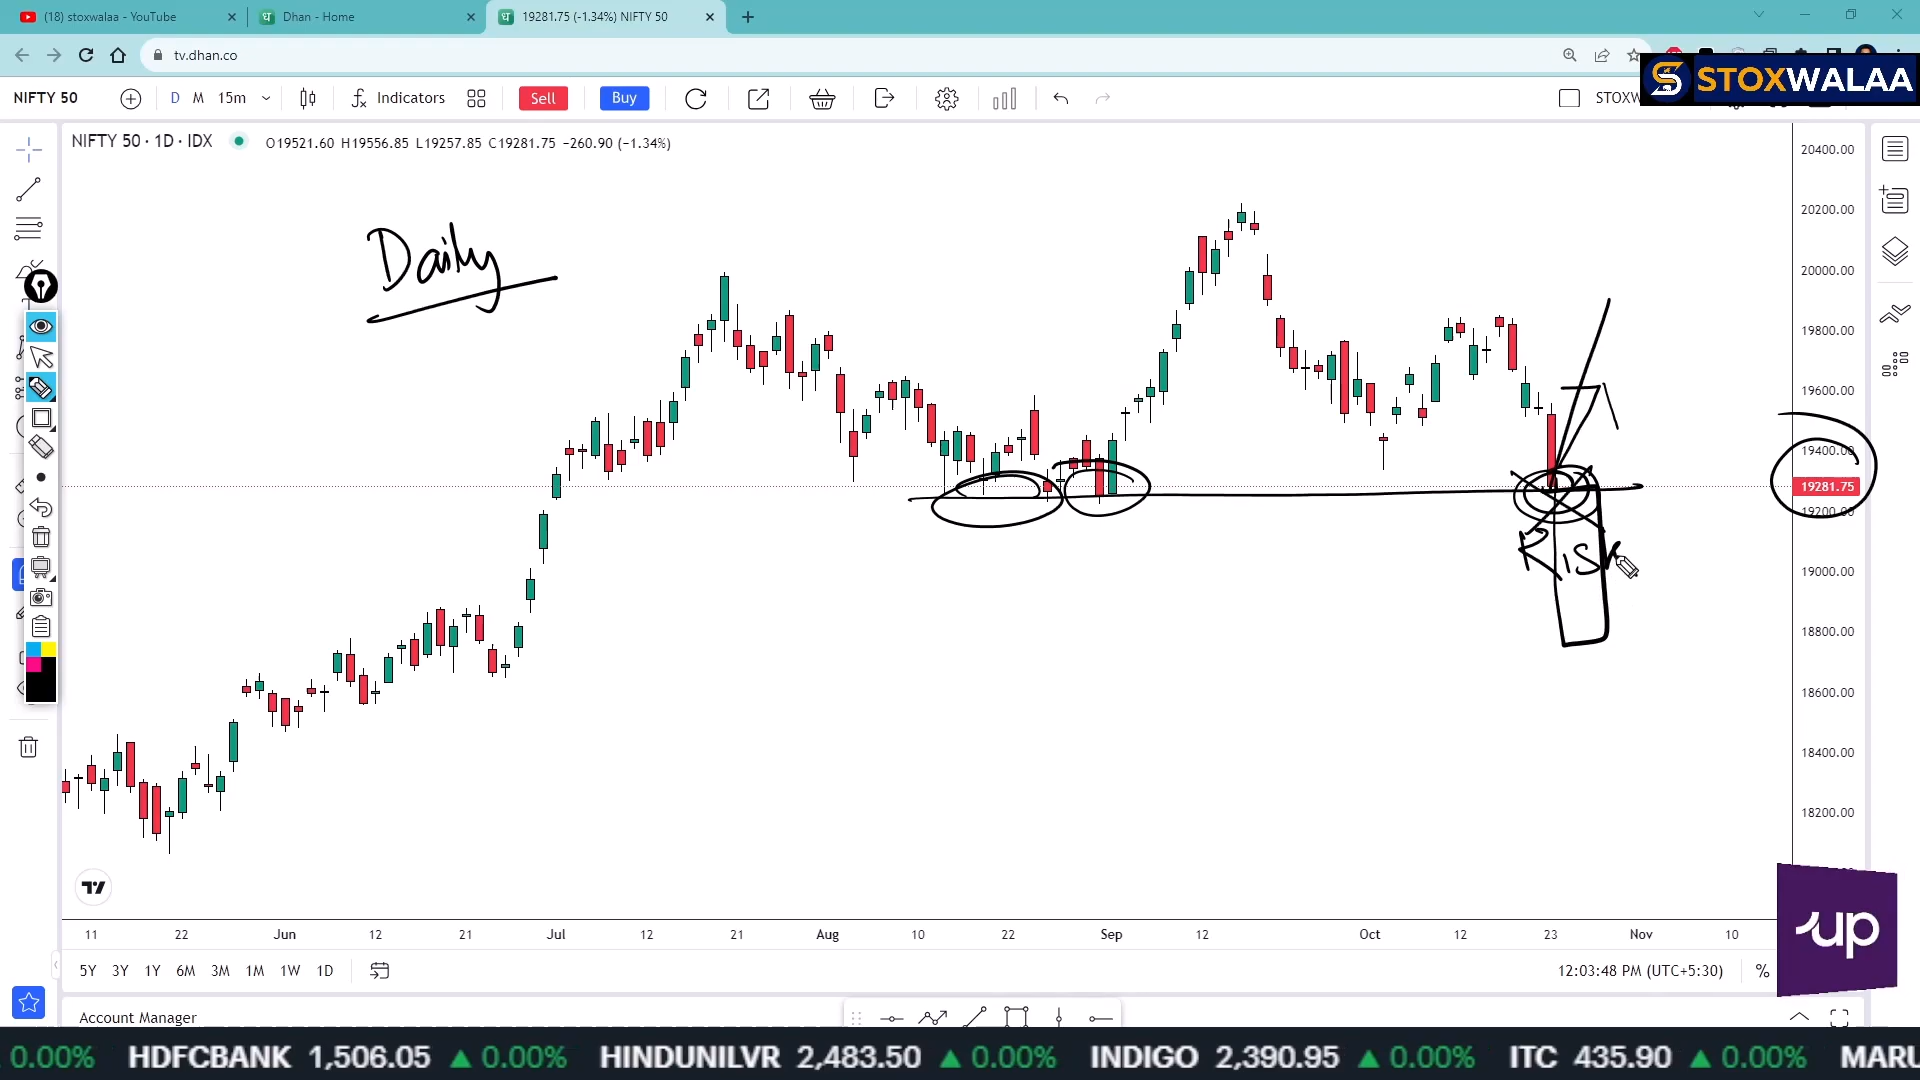 (18) stoxwalaa - YouTube
Dhan - Home
19281.75 (-1.34%) NIFTY 50
tv.dhan.co
STOXWALAA
NIFTY 50
D M 15m
Indicators
Sell
Buy
STOXW
NIFTY 50 · 1D · IDX
O19521.60 H19556.85 L19257.85 C19281.75 −260.90 (−1.34%)
Daily
Risk
20400.00
20200.00
20000.00
19800.00
19600.00
19400.00
19281.75
19200.00
19000.00
18800.00
18600.00
18400.00
18200.00
11 22 Jun 12 21 Jul 12 21 Aug 10 22 Sep 12 Oct 12 23 Nov 10
5Y 3Y 1Y 6M 3M 1M 1W 1D
12:03:48 PM (UTC+5:30) %
up
Account Manager
0.00% HDFCBANK 1,506.05 ▲ 0.00% HINDUNILVR 2,483.50 ▲ 0.00% INDIGO 2,390.95 ▲ 0.00% ITC 435.90 ▲ 0.00% MARU